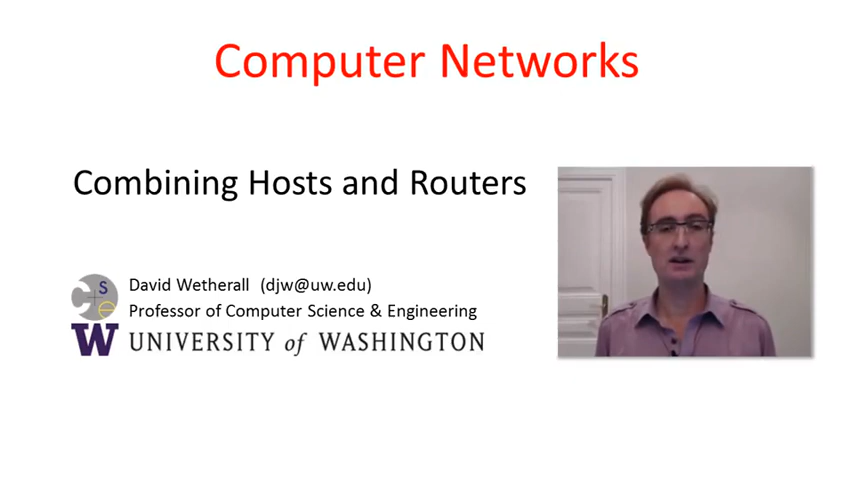 Computer Networks
Combining Hosts and Routers
cse
David Wetherall (djw@uw.edu)
Professor of Computer Science & Engineering
W UNIVERSITY of WASHINGTON